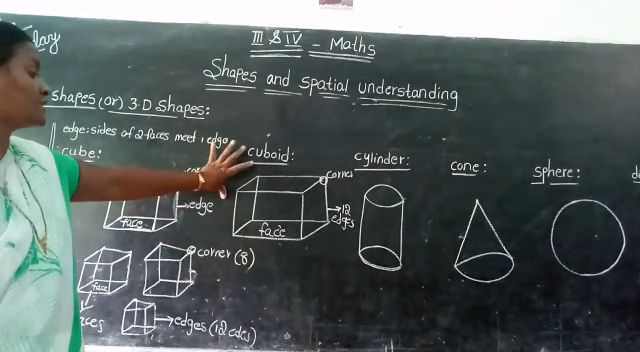 III & IV - Maths
Shapes and spatial understanding
shapes (or) 3-D shapes:
edge: sides of 2-faces meet, edge
cube:
cuboid:
cylinder:
cone:
sphere:
edge
face
corner
12
edges
face
corner (8)
face
edges (12 edes)